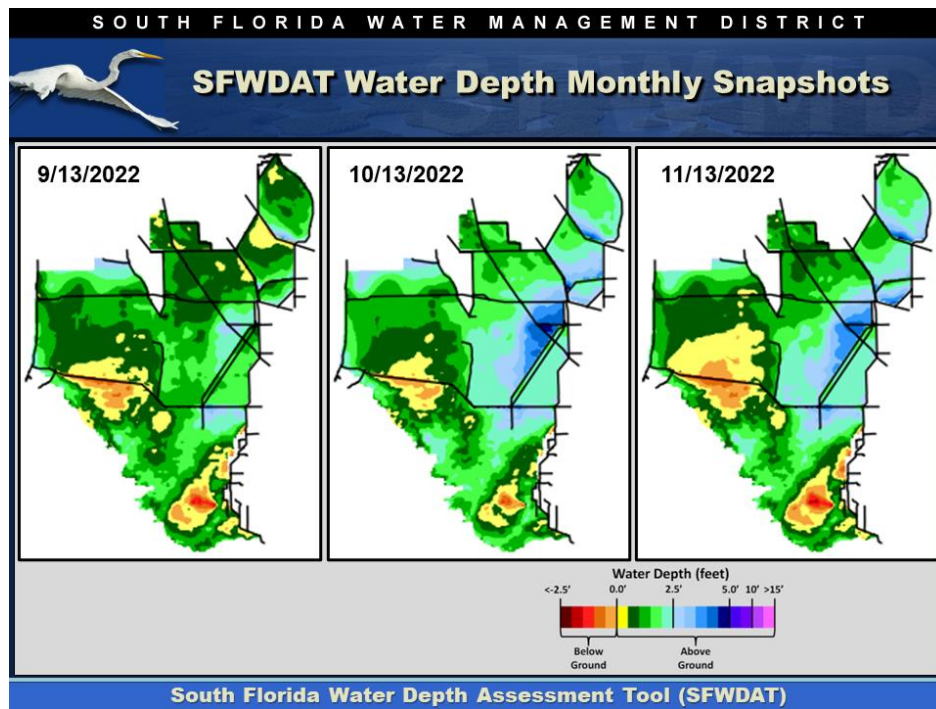 SOUTH FLORIDA WATER MANAGEMENT DISTRICT
SFWDAT Water Depth Monthly Snapshots
9/13/2022
10/13/2022
11/13/2022
Water Depth (feet)
<-2.5' 0.0' 2.5' 5.0' 10' >15'
Below Ground
Above Ground
South Florida Water Depth Assessment Tool (SFWDAT)